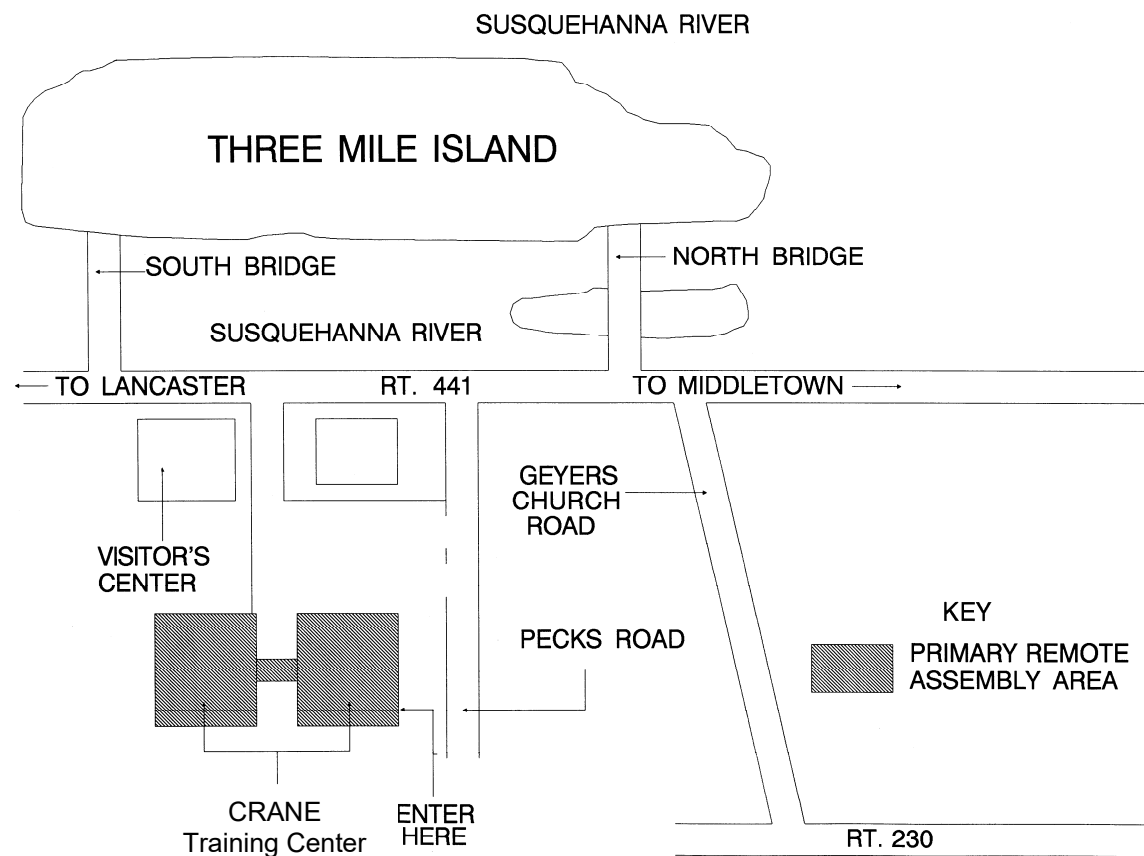 SUSQUEHANNA RIVER
THREE MILE ISLAND
SOUTH BRIDGE
NORTH BRIDGE
SUSQUEHANNA RIVER
TO LANCASTER
RT. 441
TO MIDDLETOWN
GEYERS
CHURCH
ROAD
VISITOR'S
CENTER
KEY
PRIMARY REMOTE
ASSEMBLY AREA
PECKS ROAD
CRANE
Training Center
ENTER
HERE
RT. 230